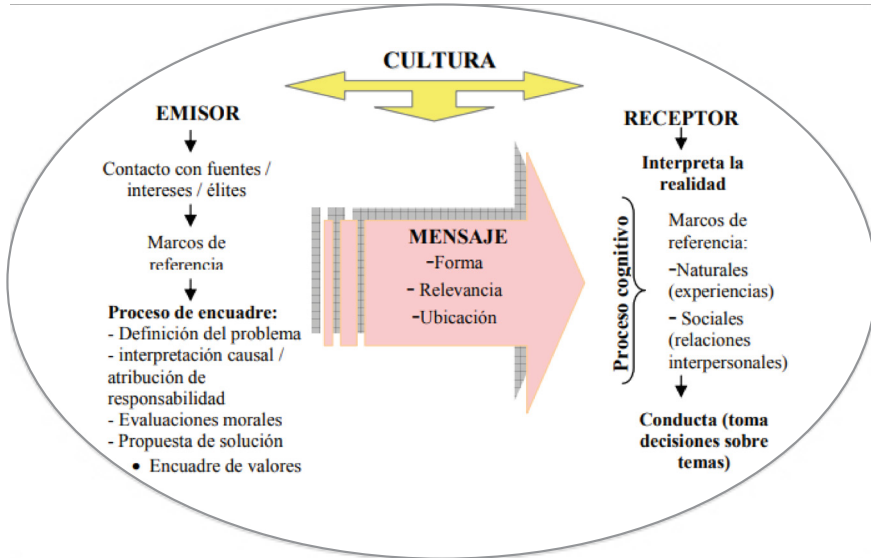 CULTURA
EMISOR
Contacto con fuentes /
intereses / élites
Marcos de
referencia
Proceso de encuadre:
- Definición del problema
- interpretación causal /
atribución de
responsabilidad
- Evaluaciones morales
- Propuesta de solución
• Encuadre de valores
MENSAJE
-Forma
- Relevancia
-Ubicación
RECEPTOR
Interpreta la
realidad
Proceso cognitivo
Marcos de
referencia:
-Naturales
(experiencias)
- Sociales
(relaciones
interpersonales)
Conducta (toma
decisiones sobre
temas)